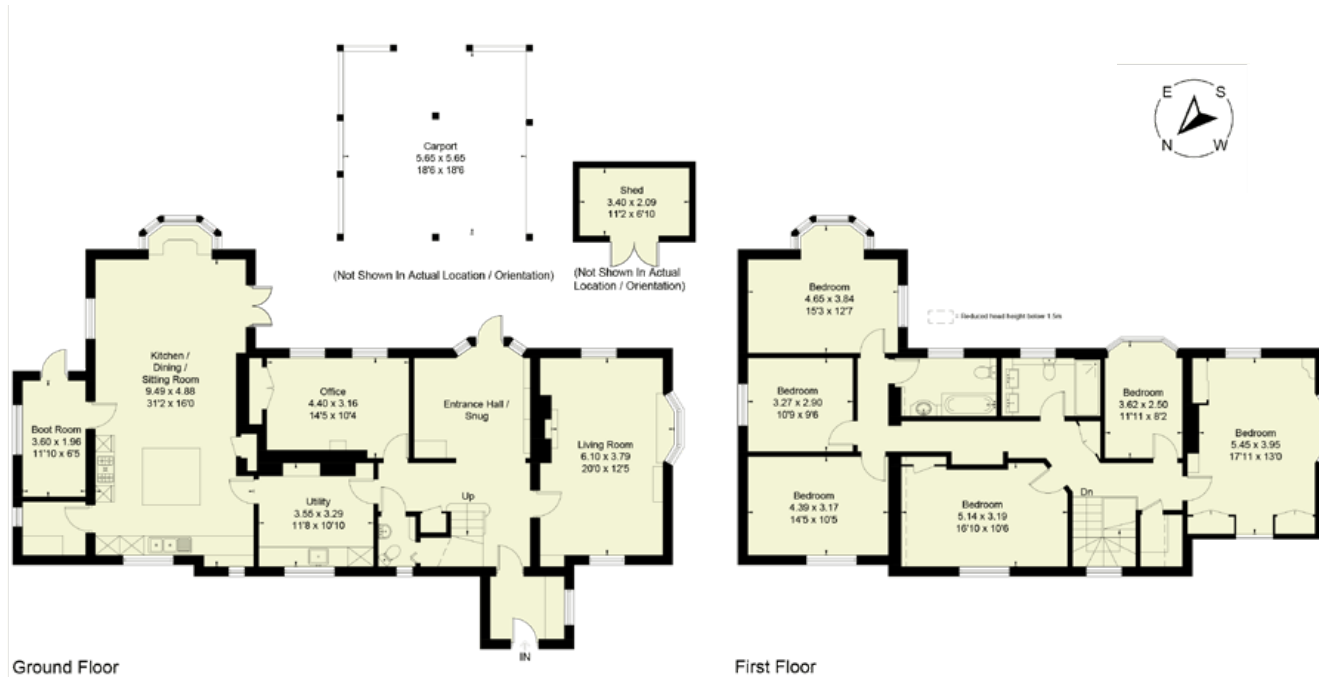 Carport
5.65 x 5.65
18'6 x 18'6
(Not Shown In Actual Location / Orientation)
Shed
3.40 x 2.09
11'2 x 6'10
(Not Shown In Actual
Location / Orientation)
E
S
N
W
Kitchen /
Dining /
Sitting Room
9.49 x 4.88
31'2 x 16'0
Boot Room
3.60 x 1.96
11'10 x 6'5
Office
4.40 x 3.16
14'5 x 10'4
Entrance Hall /
Snug
Living Room
6.10 x 3.79
20'0 x 12'5
Utility
3.55 x 3.29
11'8 x 10'10
Up
IN
Ground Floor
Bedroom
4.65 x 3.84
15'3 x 12'7
= Reduced head height below 1.5m
Bedroom
3.27 x 2.90
10'9 x 9'6
Bedroom
3.62 x 2.50
11'11 x 8'2
Bedroom
5.45 x 3.95
17'11 x 13'0
Bedroom
4.39 x 3.17
14'5 x 10'5
Bedroom
5.14 x 3.19
16'10 x 10'6
Dn
First Floor